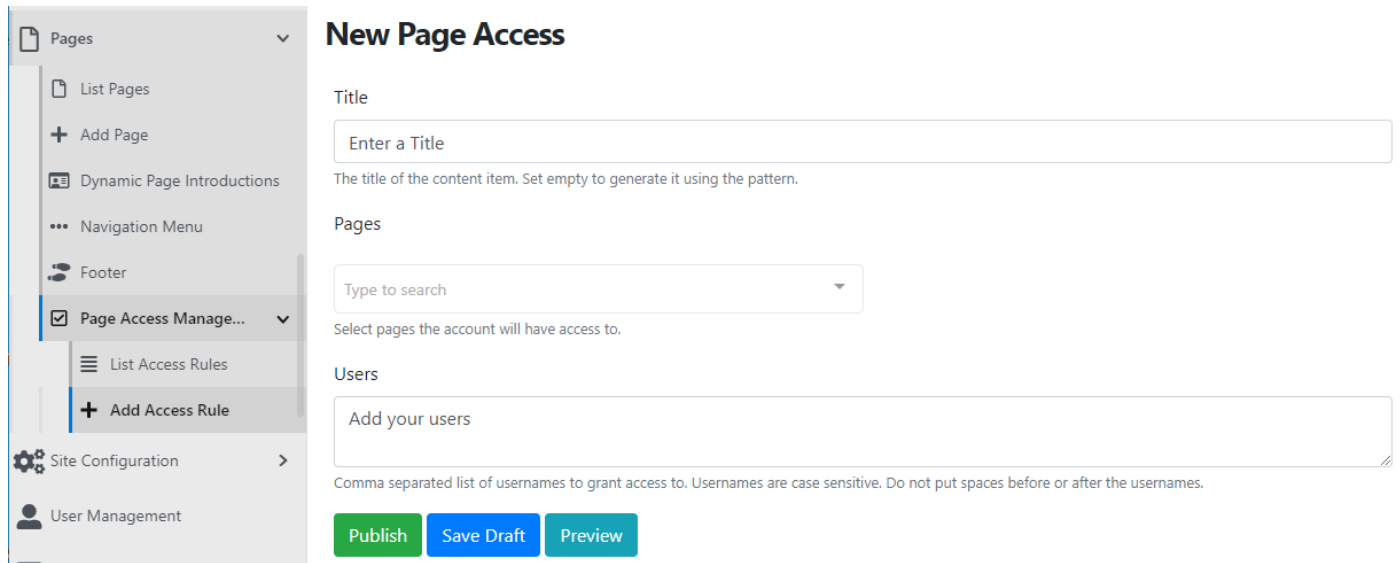 Pages
List Pages
Add Page
Dynamic Page Introductions
Navigation Menu
Footer
Page Access Manage...
List Access Rules
Add Access Rule
Site Configuration
User Management
New Page Access
Title
Enter a Title
The title of the content item. Set empty to generate it using the pattern.
Pages
Type to search
Select pages the account will have access to.
Users
Add your users
Comma separated list of usernames to grant access to. Usernames are case sensitive. Do not put spaces before or after the usernames.
Publish Save Draft Preview